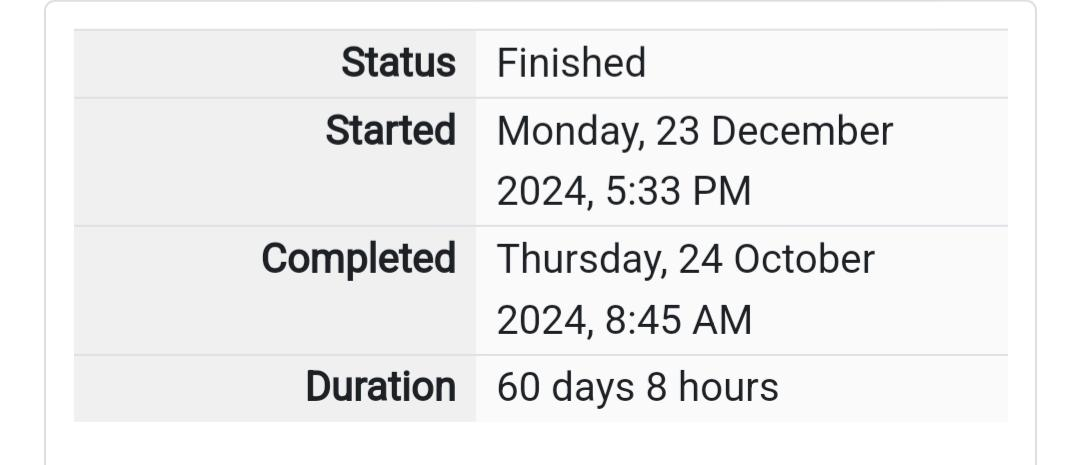 Status Finished
Started Monday, 23 December
2024, 5:33 PM
Completed Thursday, 24 October
2024, 8:45 AM
Duration 60 days 8 hours